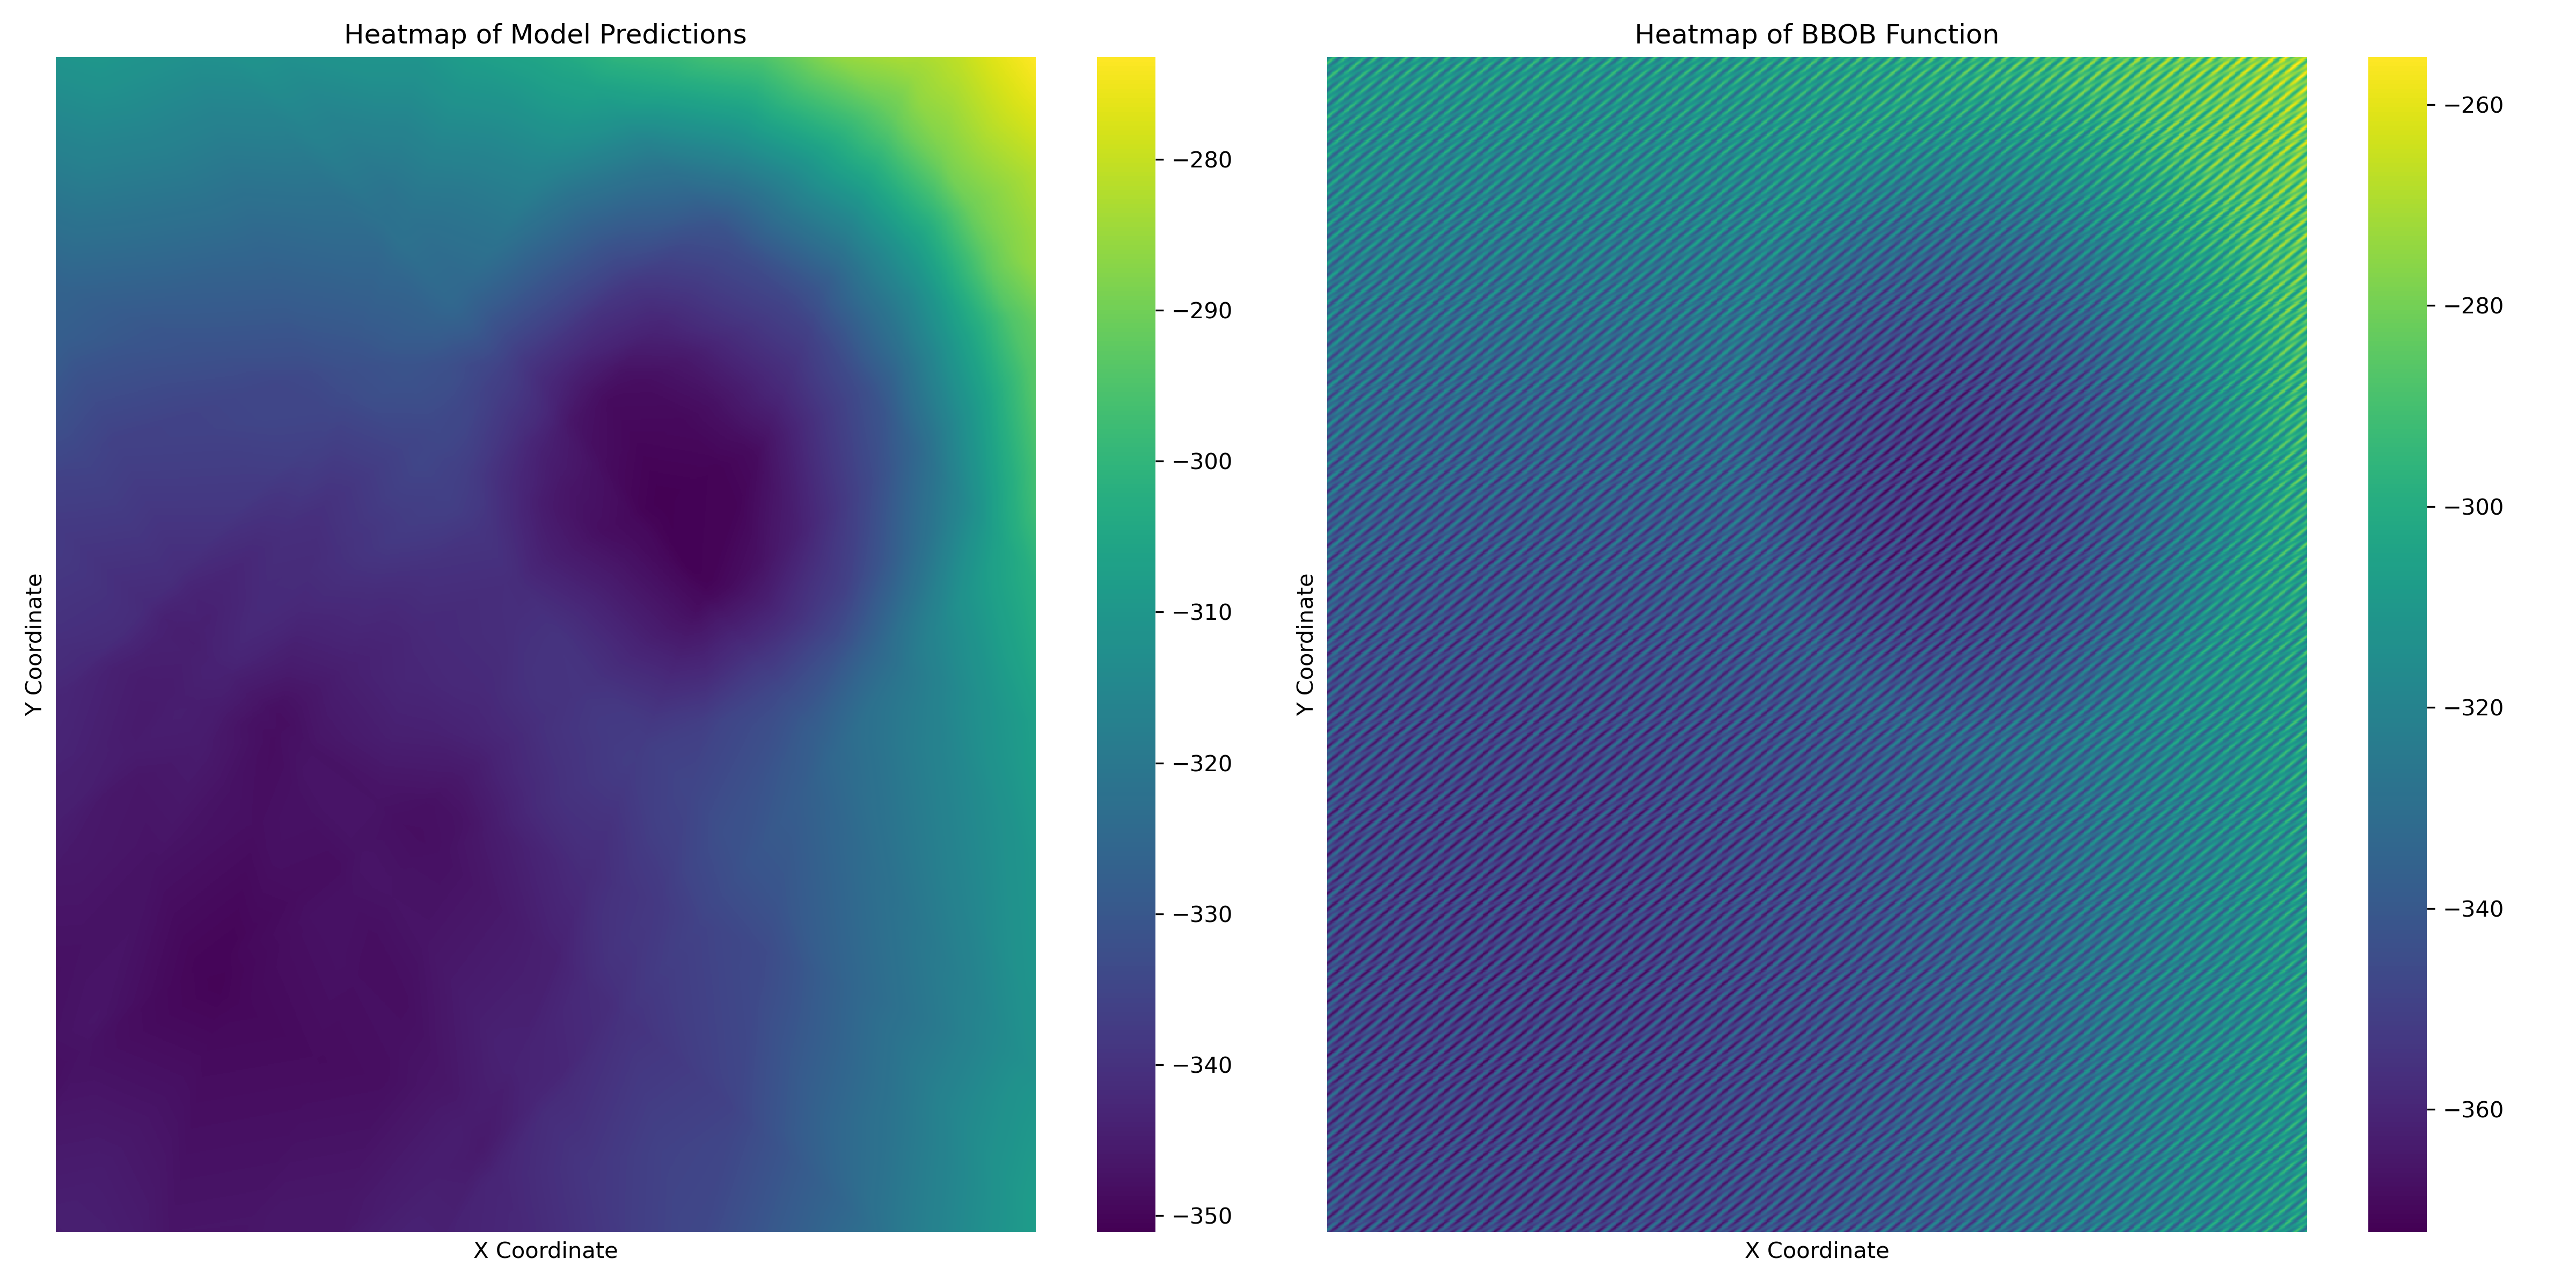 Heatmap of Model Predictions
Y Coordinate
X Coordinate
−280
−290
−300
−310
−320
−330
−340
−350
Heatmap of BBOB Function
Y Coordinate
X Coordinate
−260
−280
−300
−320
−340
−360